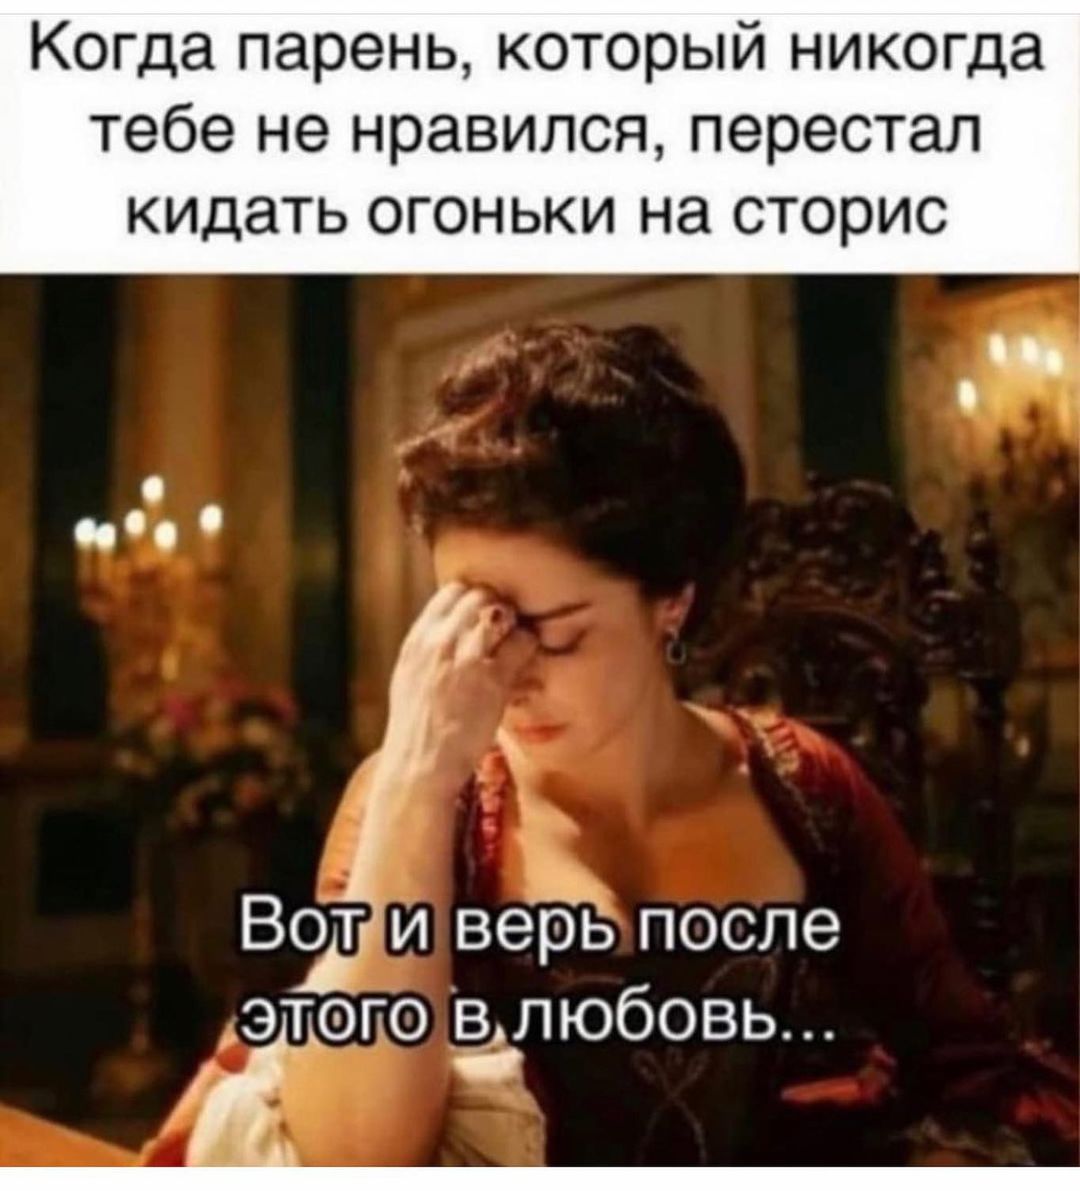 Когда парень, который никогда
тебе не нравился, перестал
кидать огоньки на сторис
Вот и верь после
этого в любовь...